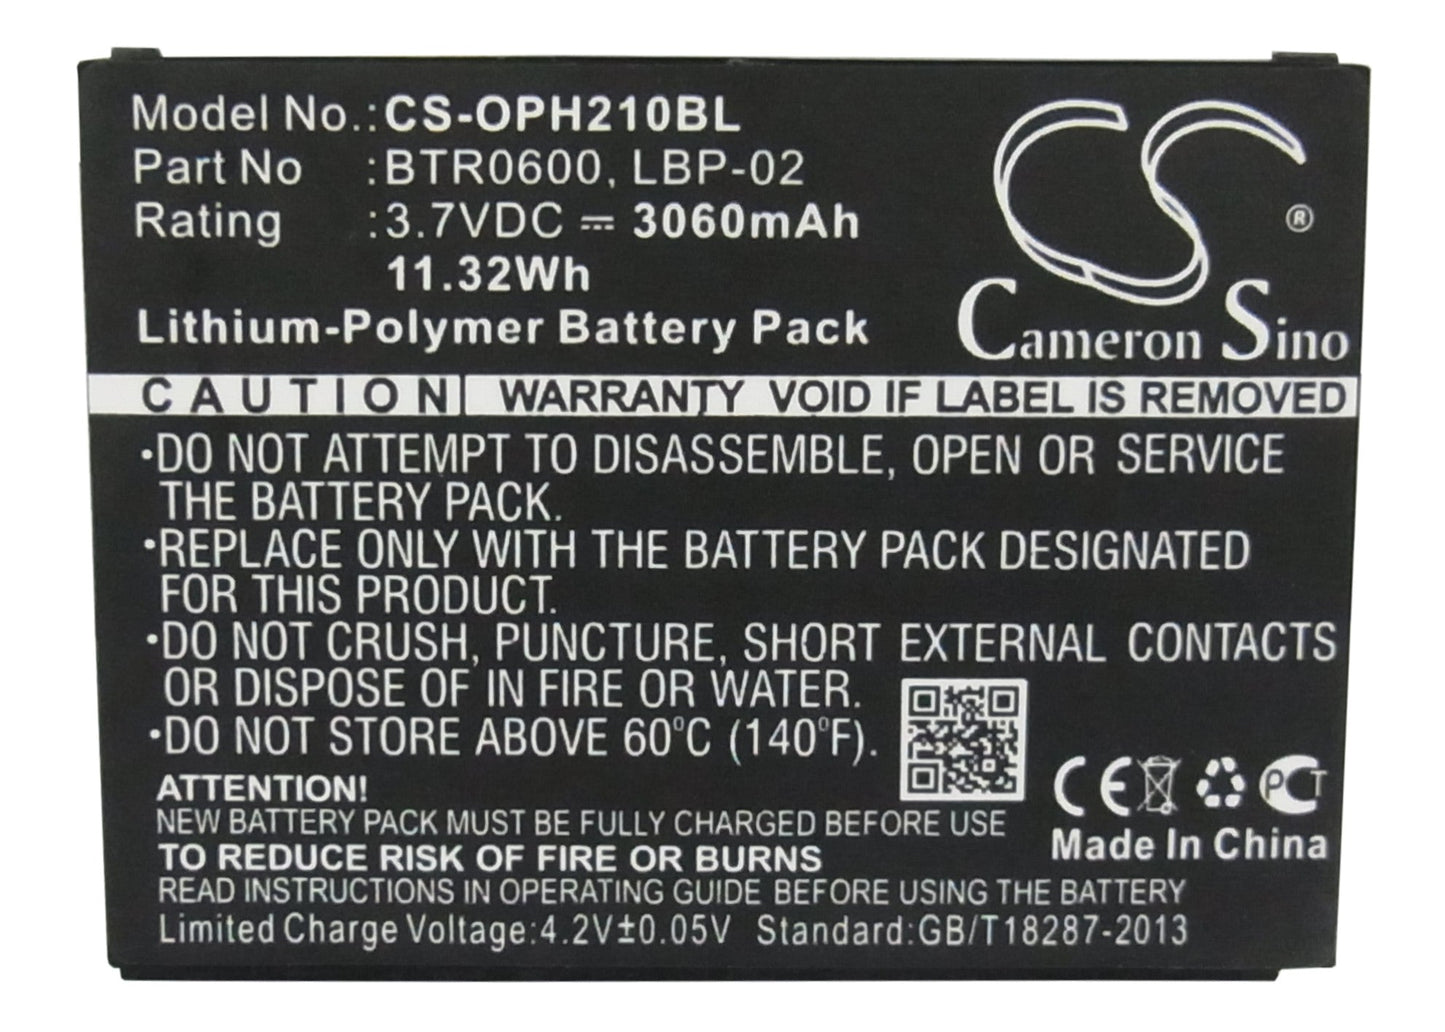 Model No.:CS-OPH210BL
Part No :BTR0600, LBP-02
Rating :3.7VDC ⎓ 3060mAh
11.32Wh
Lithium-Polymer Battery Pack
CS ®
Cameron Sino
CAUTION WARRANTY VOID IF LABEL IS REMOVED
•DO NOT ATTEMPT TO DISASSEMBLE, OPEN OR SERVICE
THE BATTERY PACK.
•REPLACE ONLY WITH THE BATTERY PACK DESIGNATED
FOR THIS PRODUCT.
•DO NOT CRUSH, PUNCTURE, SHORT EXTERNAL CONTACTS
OR DISPOSE OF IN FIRE OR WATER.
•DO NOT STORE ABOVE 60°C (140°F).
ATTENTION!
NEW BATTERY PACK MUST BE FULLY CHARGED BEFORE USE
TO REDUCE RISK OF FIRE OR BURNS
READ INSTRUCTIONS IN OPERATING GUIDE BEFORE USING THE BATTERY
Limited Charge Voltage:4.2V±0.05V Standard:GB/T18287-2013
CE PCT
Made In China